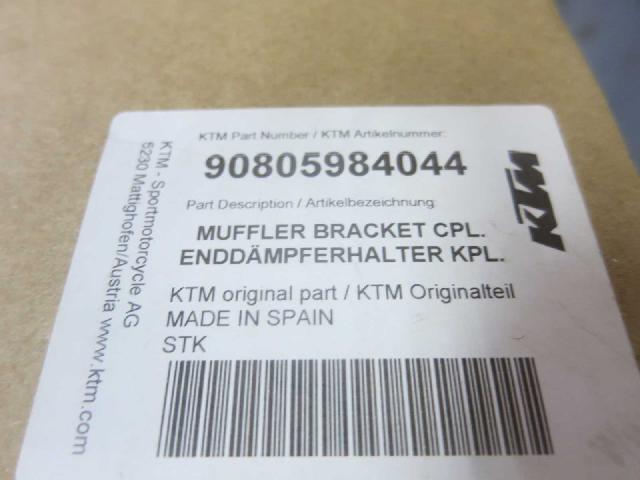 KTM Part Number / KTM Artikelnummer:
90805984044
Part Description / Artikelbezeichnung:
MUFFLER BRACKET CPL.
ENDDÄMPFERHALTER KPL.
KTM original part / KTM Originalteil
MADE IN SPAIN
STK
KTM
KTM - Sportmotorcycle AG
5230 Mattighofen/Austria www.ktm.com